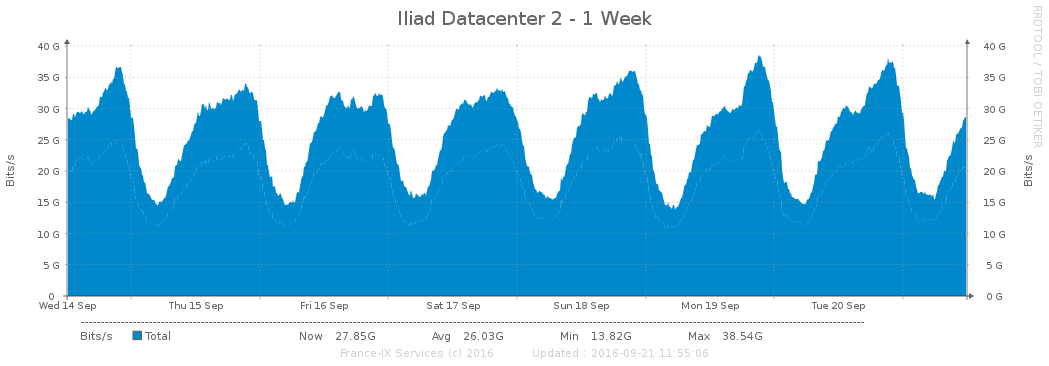 Iliad Datacenter 2 - 1 Week
RRDTOOL / TOBI OETIKER
Bits/s
40 G
35 G
30 G
25 G
20 G
15 G
10 G
5 G
0
40 G
35 G
30 G
25 G
20 G
15 G
10 G
5 G
0 G
Bits/s
Wed 14 Sep Thu 15 Sep Fri 16 Sep Sat 17 Sep Sun 18 Sep Mon 19 Sep Tue 20 Sep
Bits/s Total Now 27.85G Avg 26.03G Min 13.82G Max 38.54G
France-IX Services (c) 2016 Updated : 2016-09-21 11:55:06